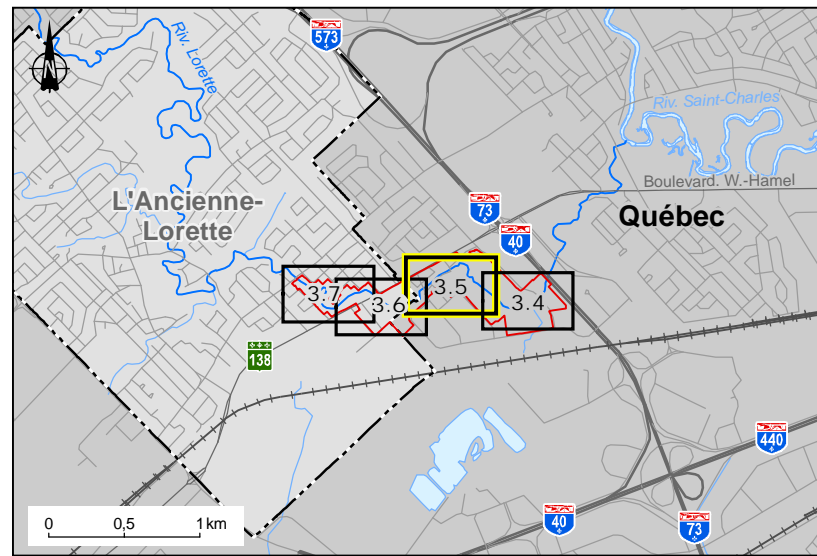 573
Riv. Lorette
Riv. Saint-Charles
Boulevard. W.-Hamel
L'Ancienne-
Lorette
73
Québec
40
3.7
3.6
3.5
3.4
138
440
40
73
0 0,5 1 km